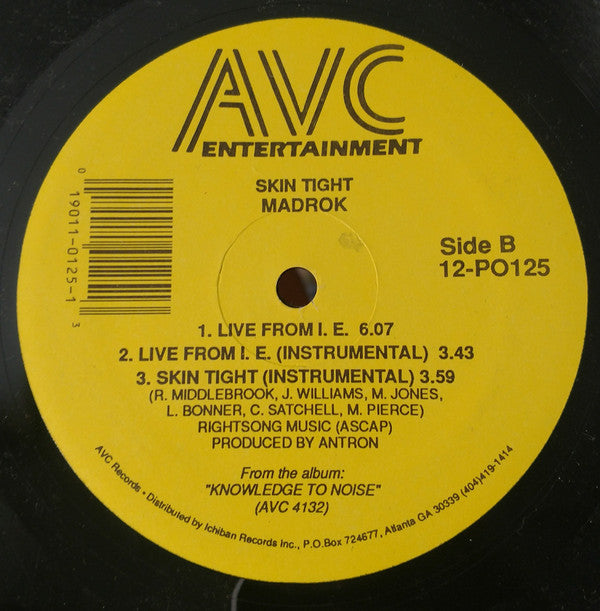 AVC
ENTERTAINMENT
SKIN TIGHT
MADROK
0 19011-0125-1 3
Side B
12-PO125
1. LIVE FROM I. E. 6.07
2. LIVE FROM I. E. (INSTRUMENTAL) 3.43
3. SKIN TIGHT (INSTRUMENTAL) 3.59
(R. MIDDLEBROOK, J. WILLIAMS, M. JONES,
L. BONNER, C. SATCHELL, M. PIERCE)
RIGHTSONG MUSIC (ASCAP)
PRODUCED BY ANTRON
From the album:
"KNOWLEDGE TO NOISE"
(AVC 4132)
AVC Records • Distributed by Ichiban Records Inc., P.O.Box 724677, Atlanta GA 30339 (404)419-1414